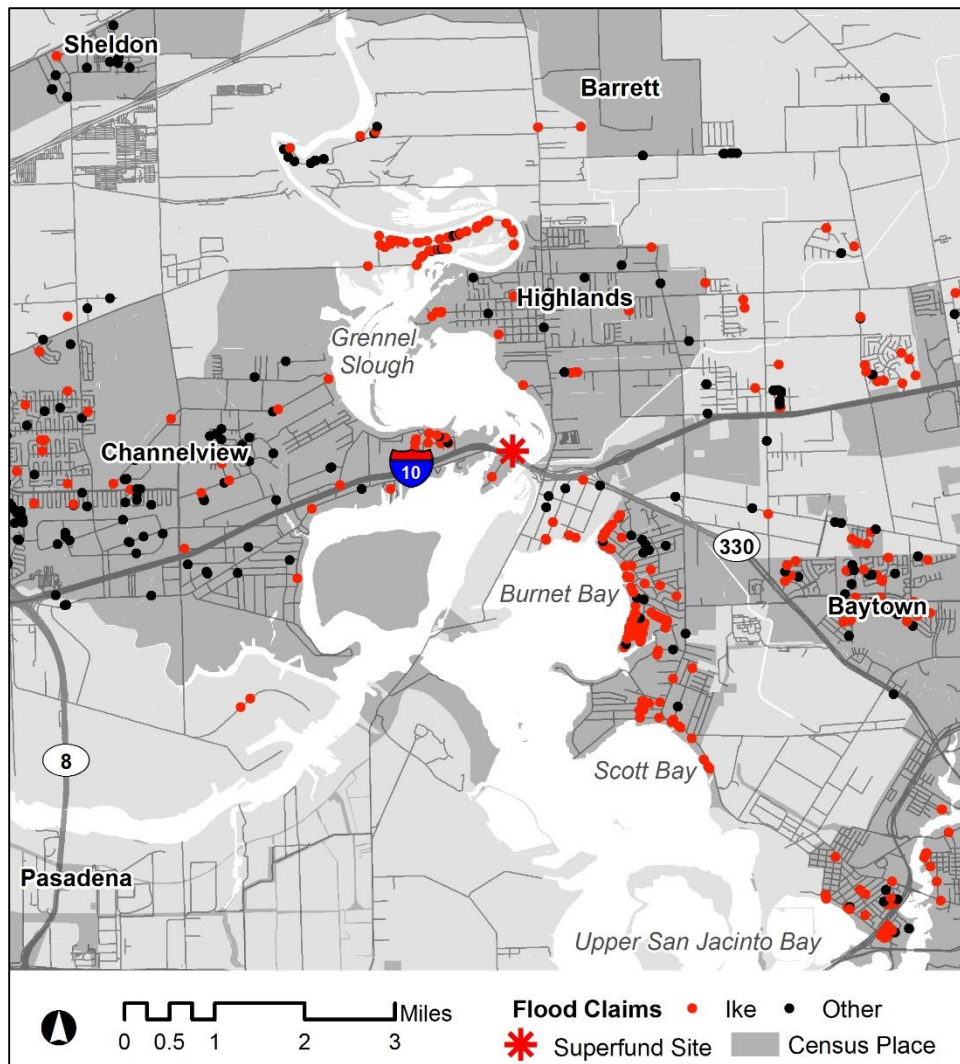 Sheldon
Barrett
Highlands
Grennel
Slough
Channelview
10
330
Burnet Bay
Baytown
8
Scott Bay
Pasadena
Upper San Jacinto Bay
Flood Claims Ike Other
Miles
0 0.5 1 2 3
Superfund Site Census Place